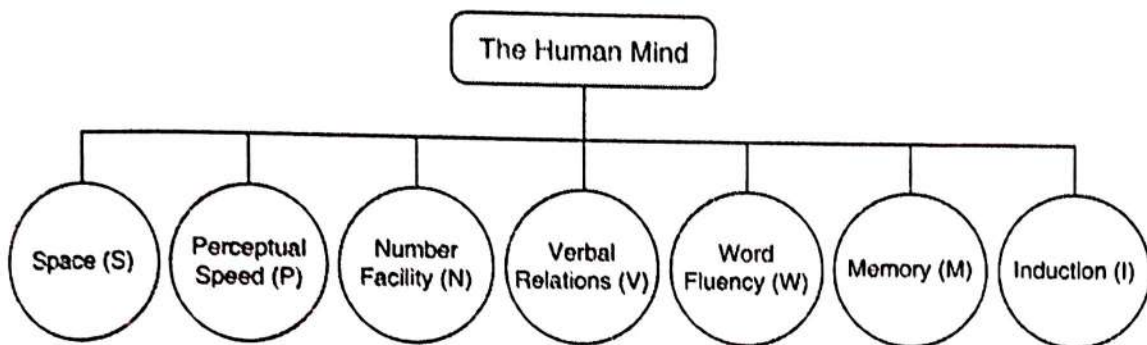 The Human Mind
Space (S)
Perceptual
Speed (P)
Number
Facility (N)
Verbal
Relations (V)
Word
Fluency (W)
Memory (M)
Induction (I)